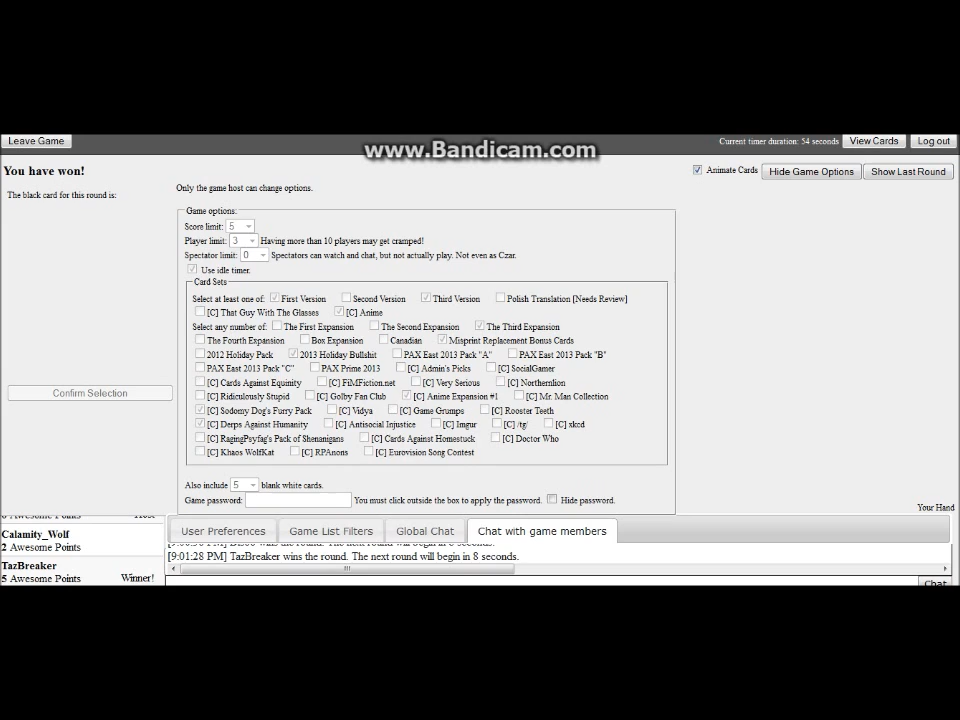 Leave Game
www.Bandicam.com
Current timer duration: 54 seconds
View Cards
Log out
You have won!
Animate Cards
Hide Game Options
Show Last Round
The black card for this round is:
Only the game host can change options.
Game options:
Score limit: 5
Player limit: 3 Having more than 10 players may get cramped!
Spectator limit: 0 Spectators can watch and chat, but not actually play. Not even as Czar.
Use idle timer.
Card Sets
Select at least one of: First Version Second Version Third Version Polish Translation [Needs Review]
[C] That Guy With The Glasses [C] Anime
Select any number of: The First Expansion The Second Expansion The Third Expansion
The Fourth Expansion Box Expansion Canadian Misprint Replacement Bonus Cards
2012 Holiday Pack 2013 Holiday Bullshit PAX East 2013 Pack "A" PAX East 2013 Pack "B"
PAX East 2013 Pack "C" PAX Prime 2013 [C] Admin's Picks [C] SocialGamer
[C] Cards Against Equinity [C] FiMFiction.net [C] Very Serious [C] Northernlion
[C] Ridiculously Stupid [C] Golby Fan Club [C] Anime Expansion #1 [C] Mr. Man Collection
[C] Sodomy Dog's Furry Pack [C] Vidya [C] Game Grumps [C] Rooster Teeth
[C] Derps Against Humanity [C] Antisocial Injustice [C] Imgur [C] /tg/ [C] xkcd
[C] RagingPsyfag's Pack of Shenanigans [C] Cards Against Homestuck [C] Doctor Who
[C] Khaos WolfKat [C] RPAnons [C] Eurovision Song Contest
Confirm Selection
Also include 5 blank white cards.
Game password: You must click outside the box to apply the password. Hide password.
Your Hand
User Preferences
Game List Filters
Global Chat
Chat with game members
Calamity_Wolf
2 Awesome Points
TazBreaker
5 Awesome Points Winner!
[9:01:28 PM] TazBreaker wins the round. The next round will begin in 8 seconds.
Chat